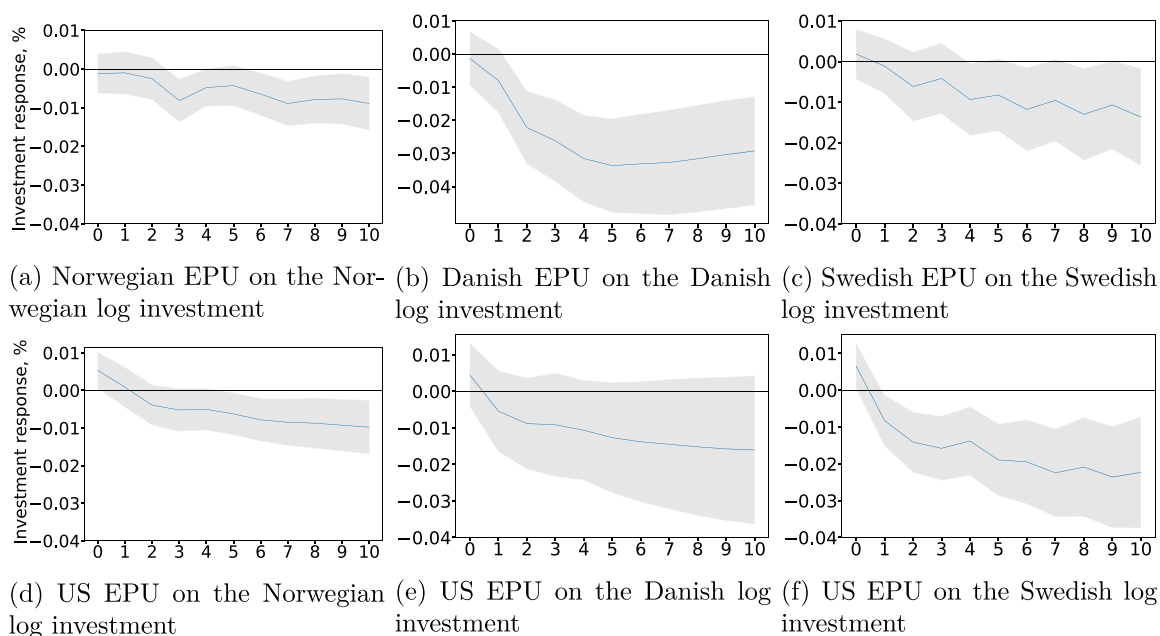 Investment response, %
0.01
0.00
−0.01
−0.02
−0.03
−0.04
0 1 2 3 4 5 6 7 8 9 10
(a) Norwegian EPU on the Nor-
wegian log investment
0.01
0.00
−0.01
−0.02
−0.03
−0.04
0 1 2 3 4 5 6 7 8 9 10
(b) Danish EPU on the Danish
log investment
0.01
0.00
−0.01
−0.02
−0.03
−0.04
0 1 2 3 4 5 6 7 8 9 10
(c) Swedish EPU on the Swedish
log investment
Investment response, %
0.01
0.00
−0.01
−0.02
−0.03
−0.04
0 1 2 3 4 5 6 7 8 9 10
(d) US EPU on the Norwegian
log investment
0.01
0.00
−0.01
−0.02
−0.03
−0.04
0 1 2 3 4 5 6 7 8 9 10
(e) US EPU on the Danish log
investment
0.01
0.00
−0.01
−0.02
−0.03
−0.04
0 1 2 3 4 5 6 7 8 9 10
(f) US EPU on the Swedish log
investment